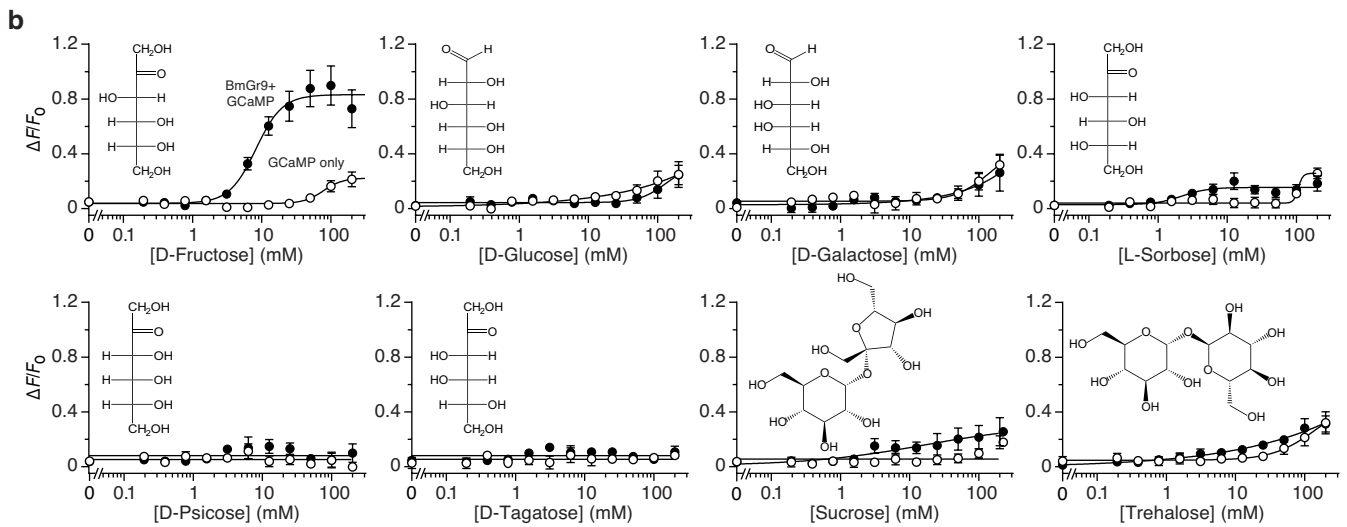 b
1.2
0.8
0.4
0
ΔF/F0
CH2OH
O
HO H
H OH
H OH
CH2OH
BmGr9+
GCaMP
GCaMP only
0 0.1 1 10 100
[D-Fructose] (mM)
1.2
0.8
0.4
0
O H
H OH
HO H
H OH
H OH
CH2OH
0 0.1 1 10 100
[D-Glucose] (mM)
1.2
0.8
0.4
0
O H
H OH
HO H
HO H
H OH
CH2OH
0 0.1 1 10 100
[D-Galactose] (mM)
1.2
0.8
0.4
0
CH2OH
O
HO H
H OH
HO H
CH2OH
0 0.1 1 10 100
[L-Sorbose] (mM)
1.2
0.8
0.4
0
ΔF/F0
CH2OH
O
H OH
H OH
H OH
CH2OH
0 0.1 1 10 100
[D-Psicose] (mM)
1.2
0.8
0.4
0
CH2OH
O
H OH
HO H
H OH
CH2OH
0 0.1 1 10 100
[D-Tagatose] (mM)
1.2
0.8
0.4
0
HO
O OH
HO
OH
O
HO O
HO OH
OH
0 0.1 1 10 100
[Sucrose] (mM)
1.2
0.8
0.4
0
OH
HO O O OH
O
HO OH OH
OH OH
0 0.1 1 10 100
[Trehalose] (mM)